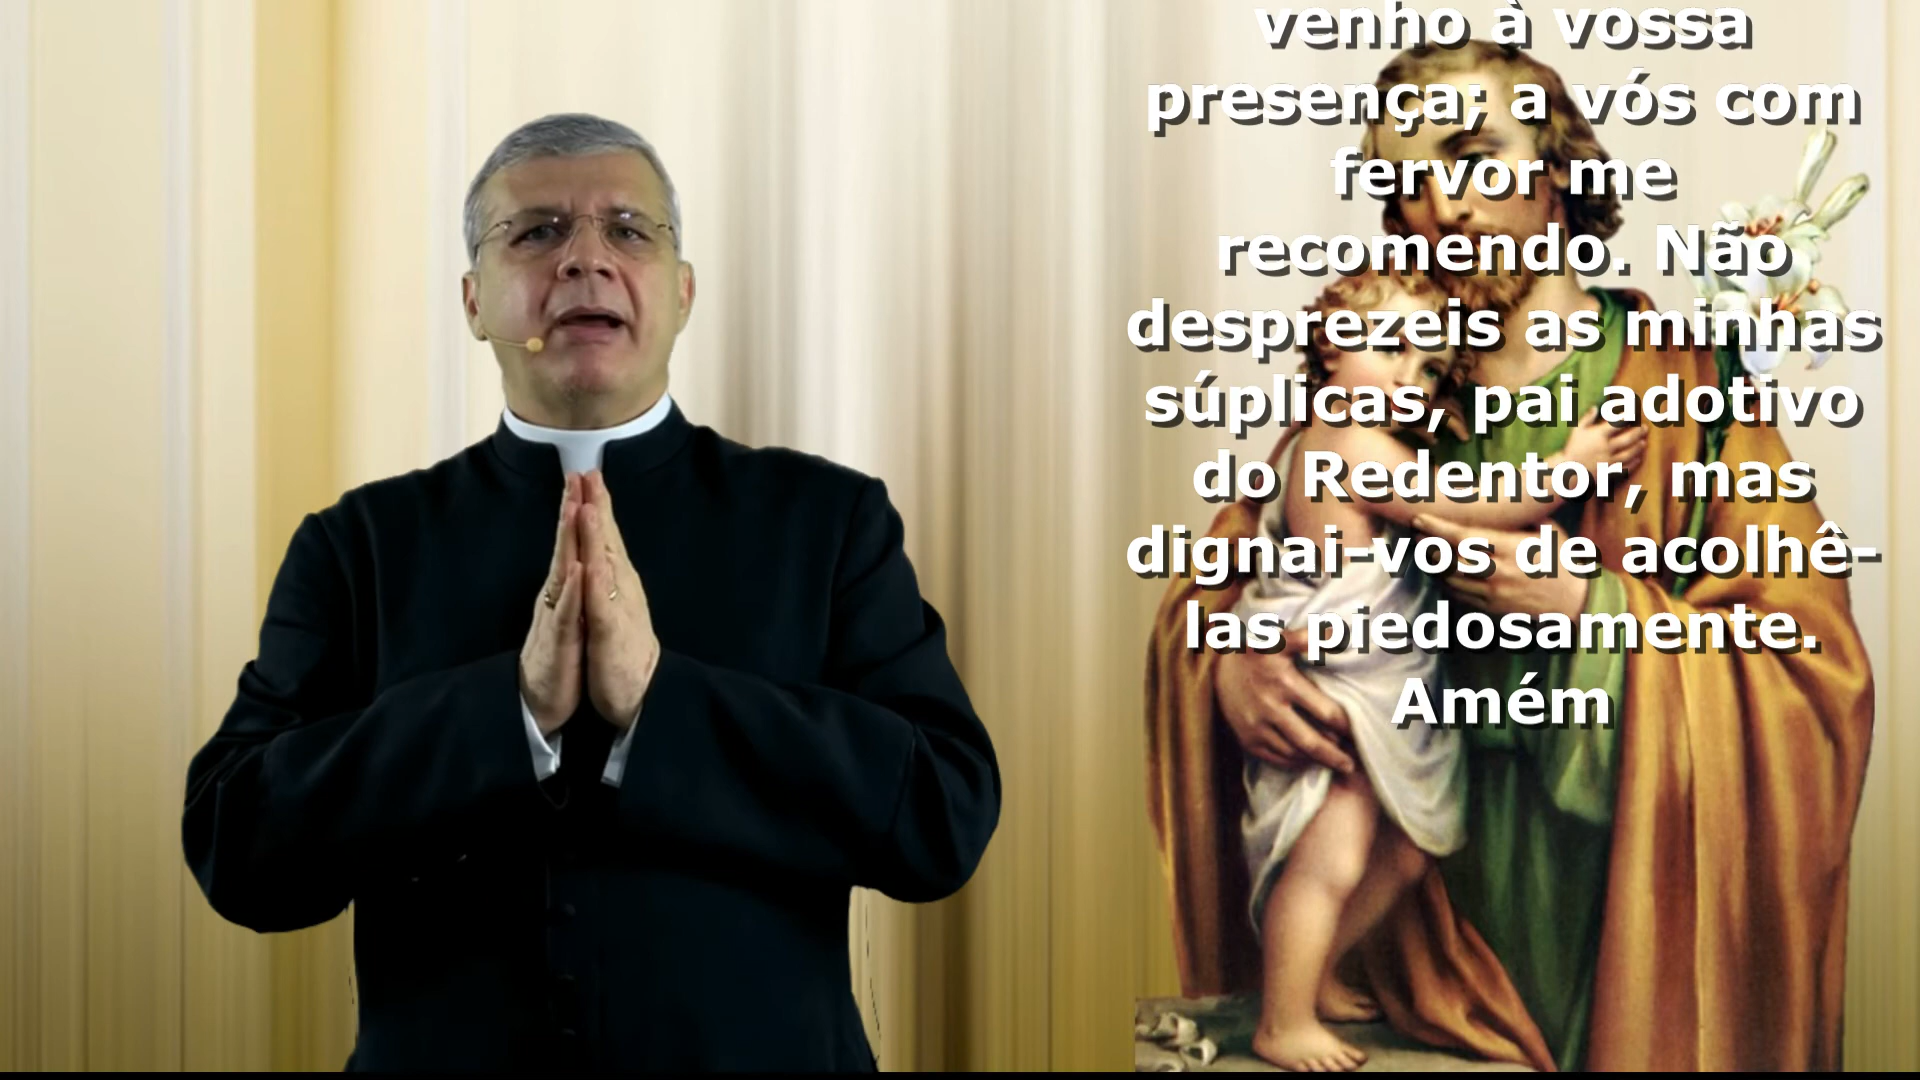 venho à vossa
presença; a vós com
fervor me
recomendo. Não
desprezeis as minhas
súplicas, pai adotivo
do Redentor, mas
dignai-vos de acolhê-
las piedosamente.
Amém